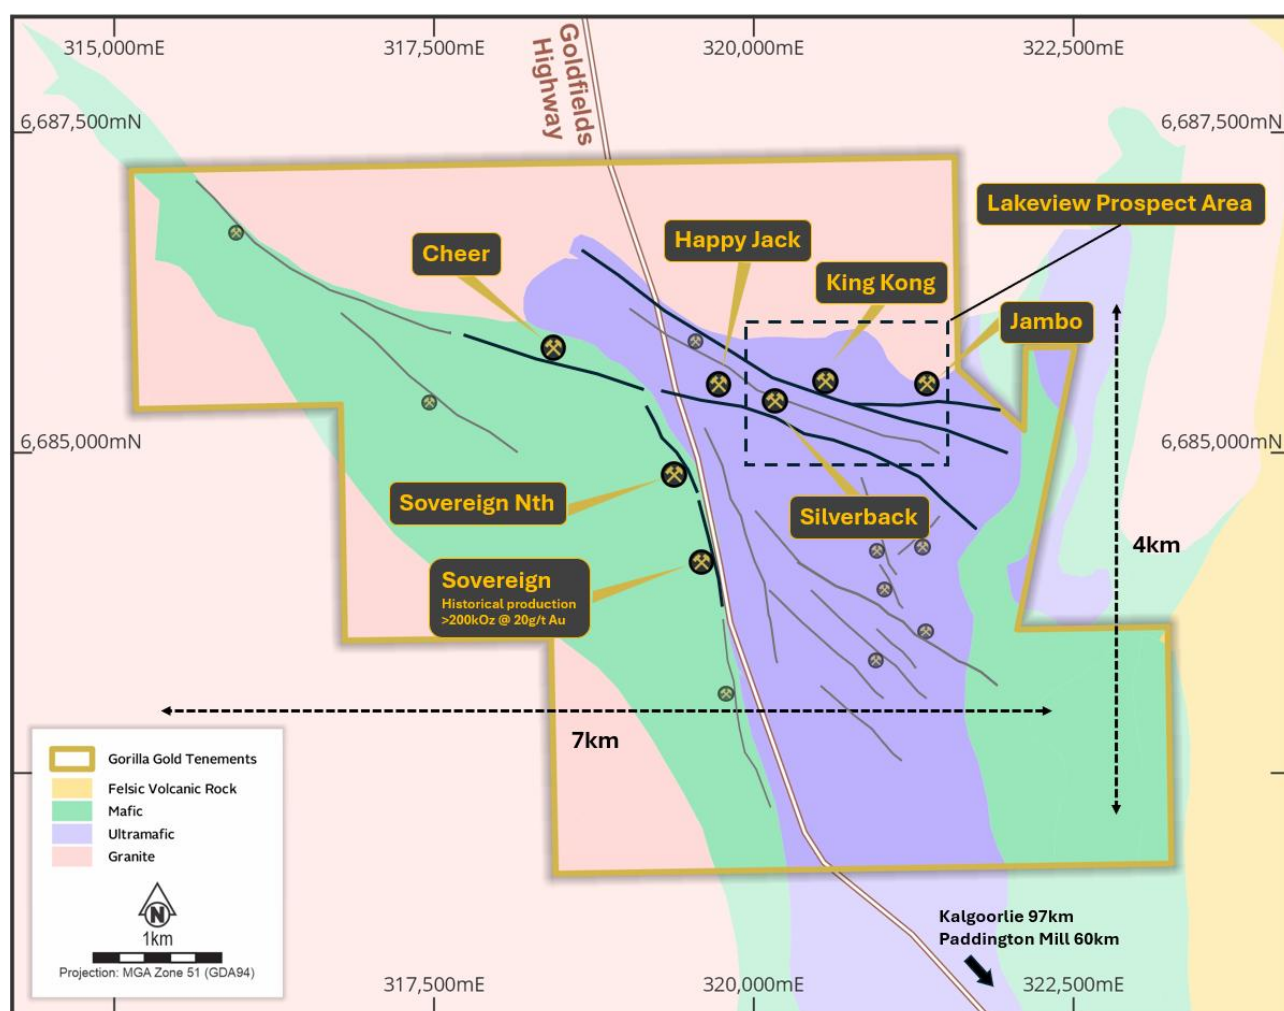 315,000mE
317,500mE
320,000mE
322,500mE
Goldfields
Highway
6,687,500mN
6,687,500mN
Lakeview Prospect Area
Happy Jack
Cheer
King Kong
Jambo
6,685,000mN
6,685,000mN
Sovereign Nth
Silverback
4km
Sovereign
Historical production
>200kOz @ 20g/t Au
7km
Gorilla Gold Tenements
Felsic Volcanic Rock
Mafic
Ultramafic
Granite
N
1km
Projection: MGA Zone 51 (GDA94)
Kalgoorlie 97km
Paddington Mill 60km
317,500mE
320,000mE
322,500mE